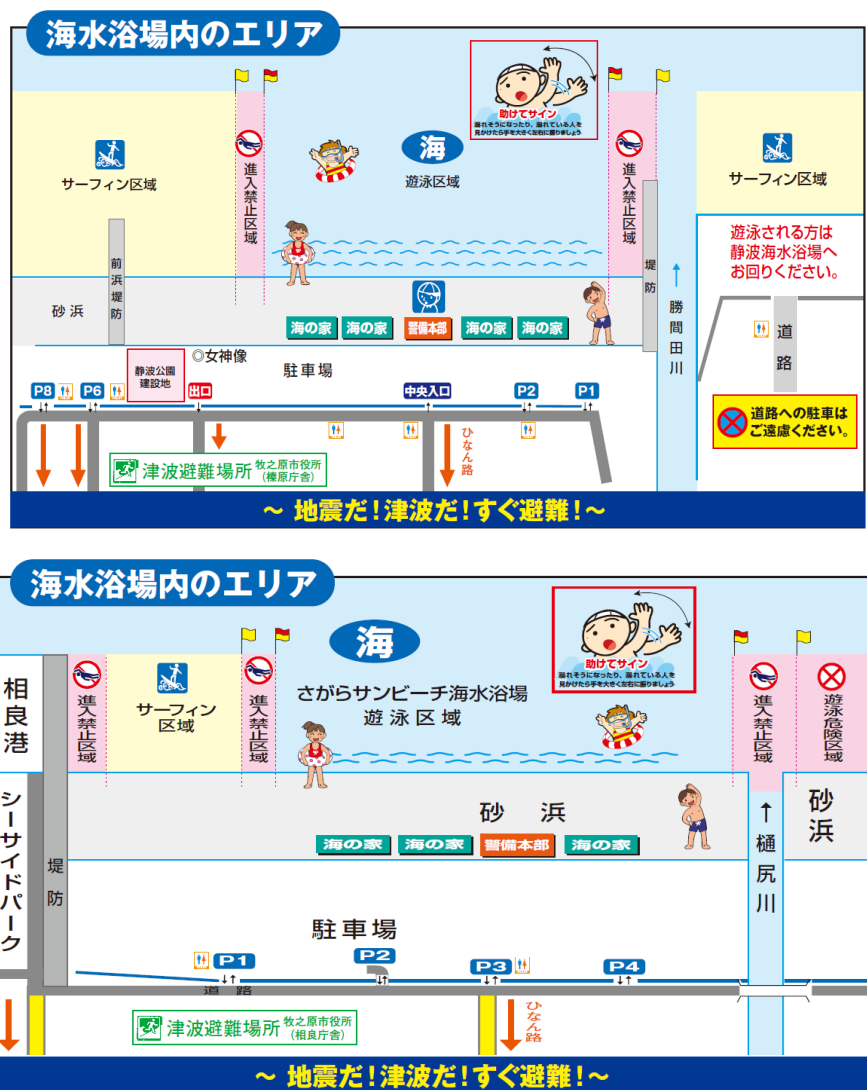 海水浴場内のエリア
助けてサイン
溺れそうになったり、溺れている人を
見かけたら手を大きく左右に振りましょう
海
遊泳区域
サーフィン区域
進入禁止区域
進入禁止区域
サーフィン区域
遊泳される方は
静波海水浴場へ
お回りください。
前浜堤防
砂浜
堤防
勝間田川
道路
海の家
海の家
警備本部
海の家
海の家
◎女神像
静波公園
建設地
駐車場
P8
P6
出口
中央入口
P2
P1
道路への駐車は
ご遠慮ください。
ひなん路
津波避難場所 牧之原市役所
(榛原庁舎)
~ 地震だ!津波だ!すぐ避難!~
海水浴場内のエリア
海
助けてサイン
溺れそうになったり、溺れている人を
見かけたら手を大きく左右に振りましょう
相良港
進入禁止区域
サーフィン
区域
進入禁止区域
さがらサンビーチ海水浴場
遊泳区域
進入禁止区域
遊泳危険区域
シーサイドパーク
堤防
砂浜
砂浜
海の家
海の家
警備本部
海の家
樋尻川
駐車場
P1
P2
P3
P4
道路
ひなん路
津波避難場所 牧之原市役所
(相良庁舎)
~ 地震だ!津波だ!すぐ避難!~